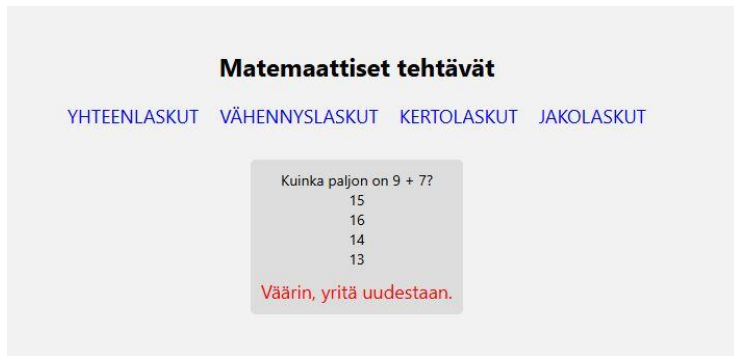 Matemaattiset tehtävät
YHTEENLASKUT VÄHENNYSLASKUT KERTOLASKUT JAKOLASKUT
Kuinka paljon on 9 + 7?
15
16
14
13
Väärin, yritä uudestaan.